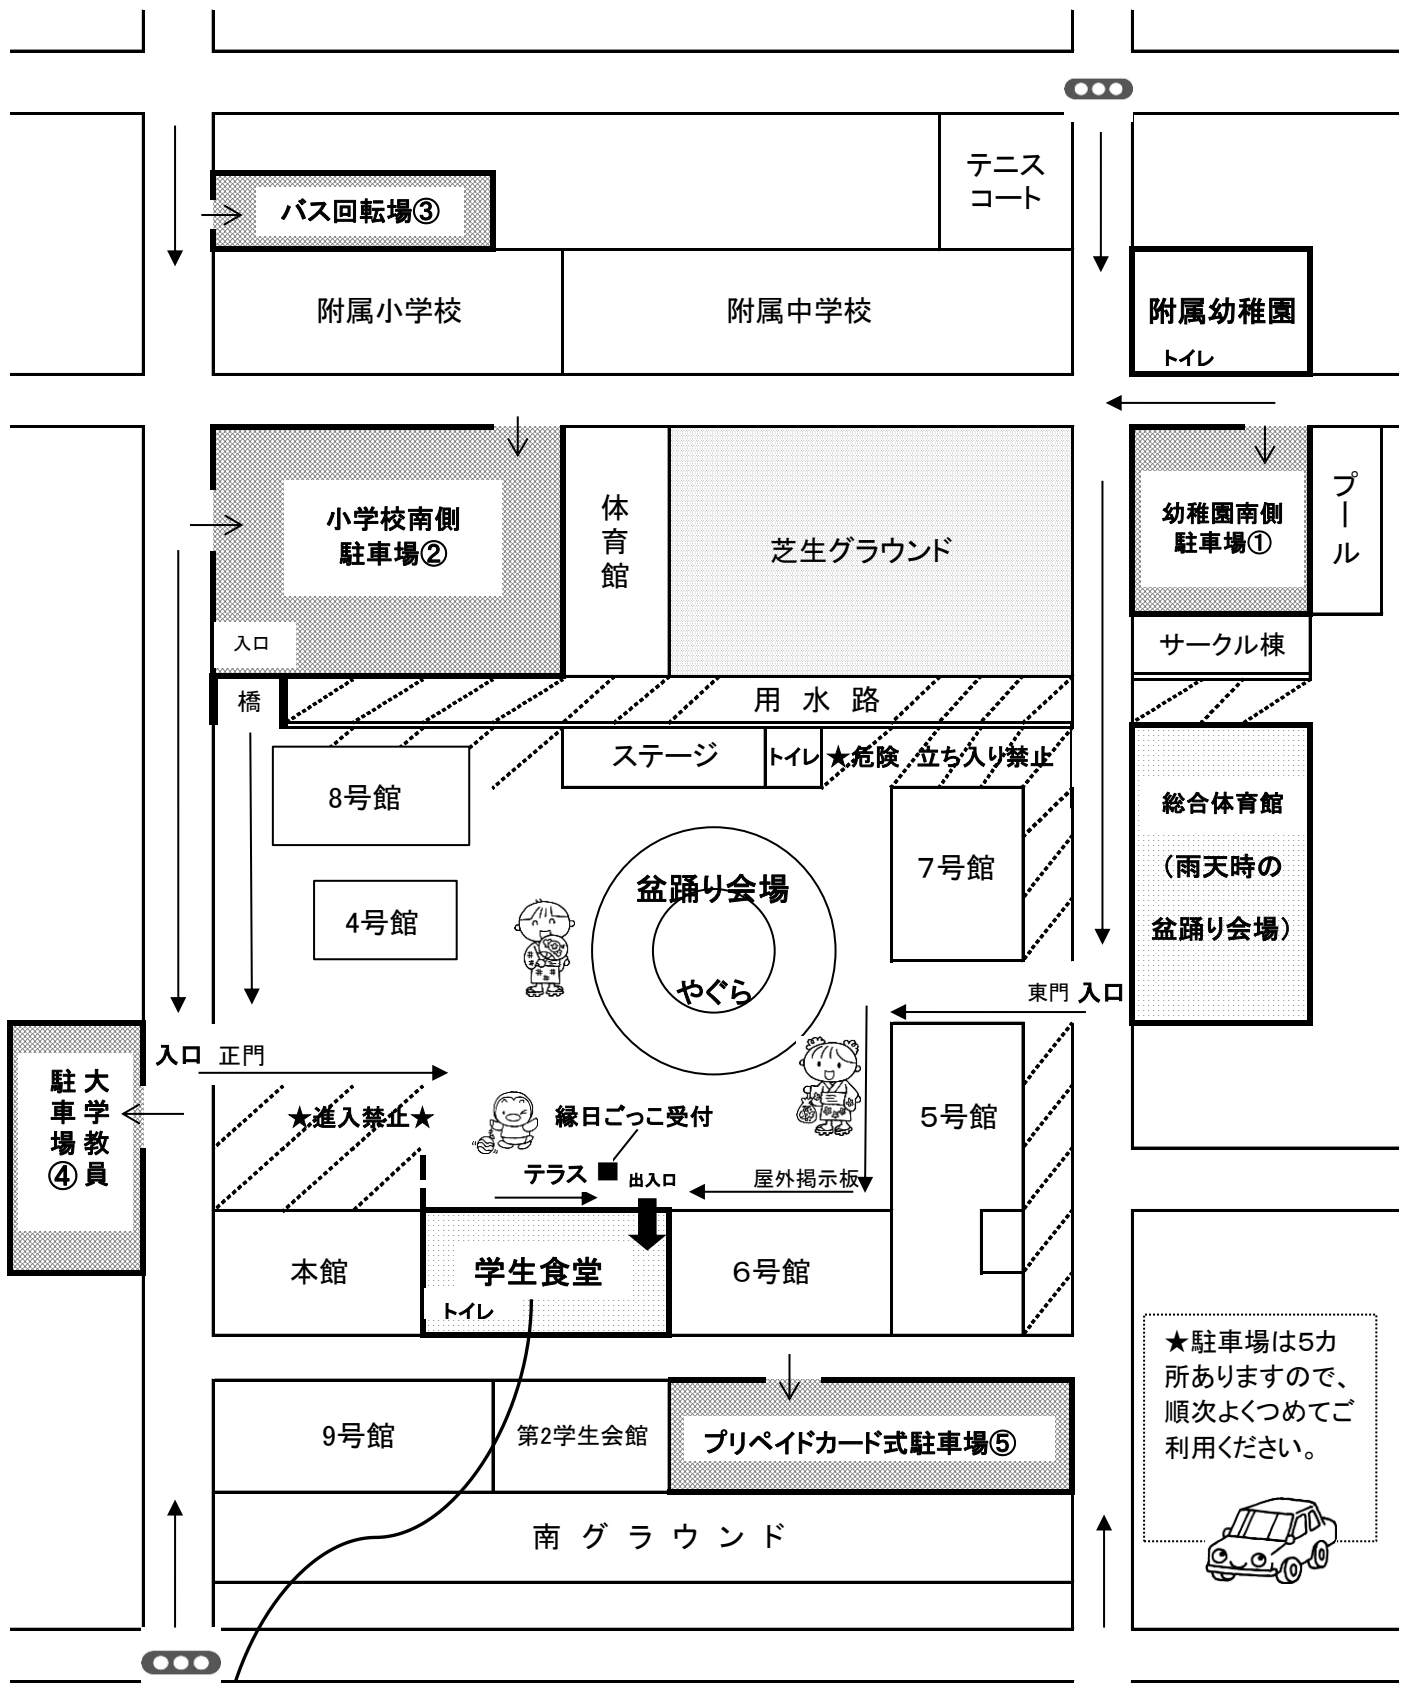 テニス
コート
バス回転場③
附属小学校
附属中学校
附属幼稚園
トイレ
小学校南側
駐車場②
入口
体育館
芝生グラウンド
幼稚園南側
駐車場①
プール
サークル棟
橋
用水路
ステージ
トイレ
★危険 立ち入り禁止
8号館
4号館
盆踊り会場
やぐら
7号館
総合体育館
(雨天時の
盆踊り会場)
東門 入口
入口 正門
大学教員
駐車場④
★進入禁止★
縁日ごっこ受付
テラス
出入口
屋外掲示板
5号館
本館
学生食堂
トイレ
6号館
9号館
第2学生会館
プリペイドカード式駐車場⑤
南グラウンド
★駐車場は5カ
所ありますので、
順次よくつめてご
利用ください。